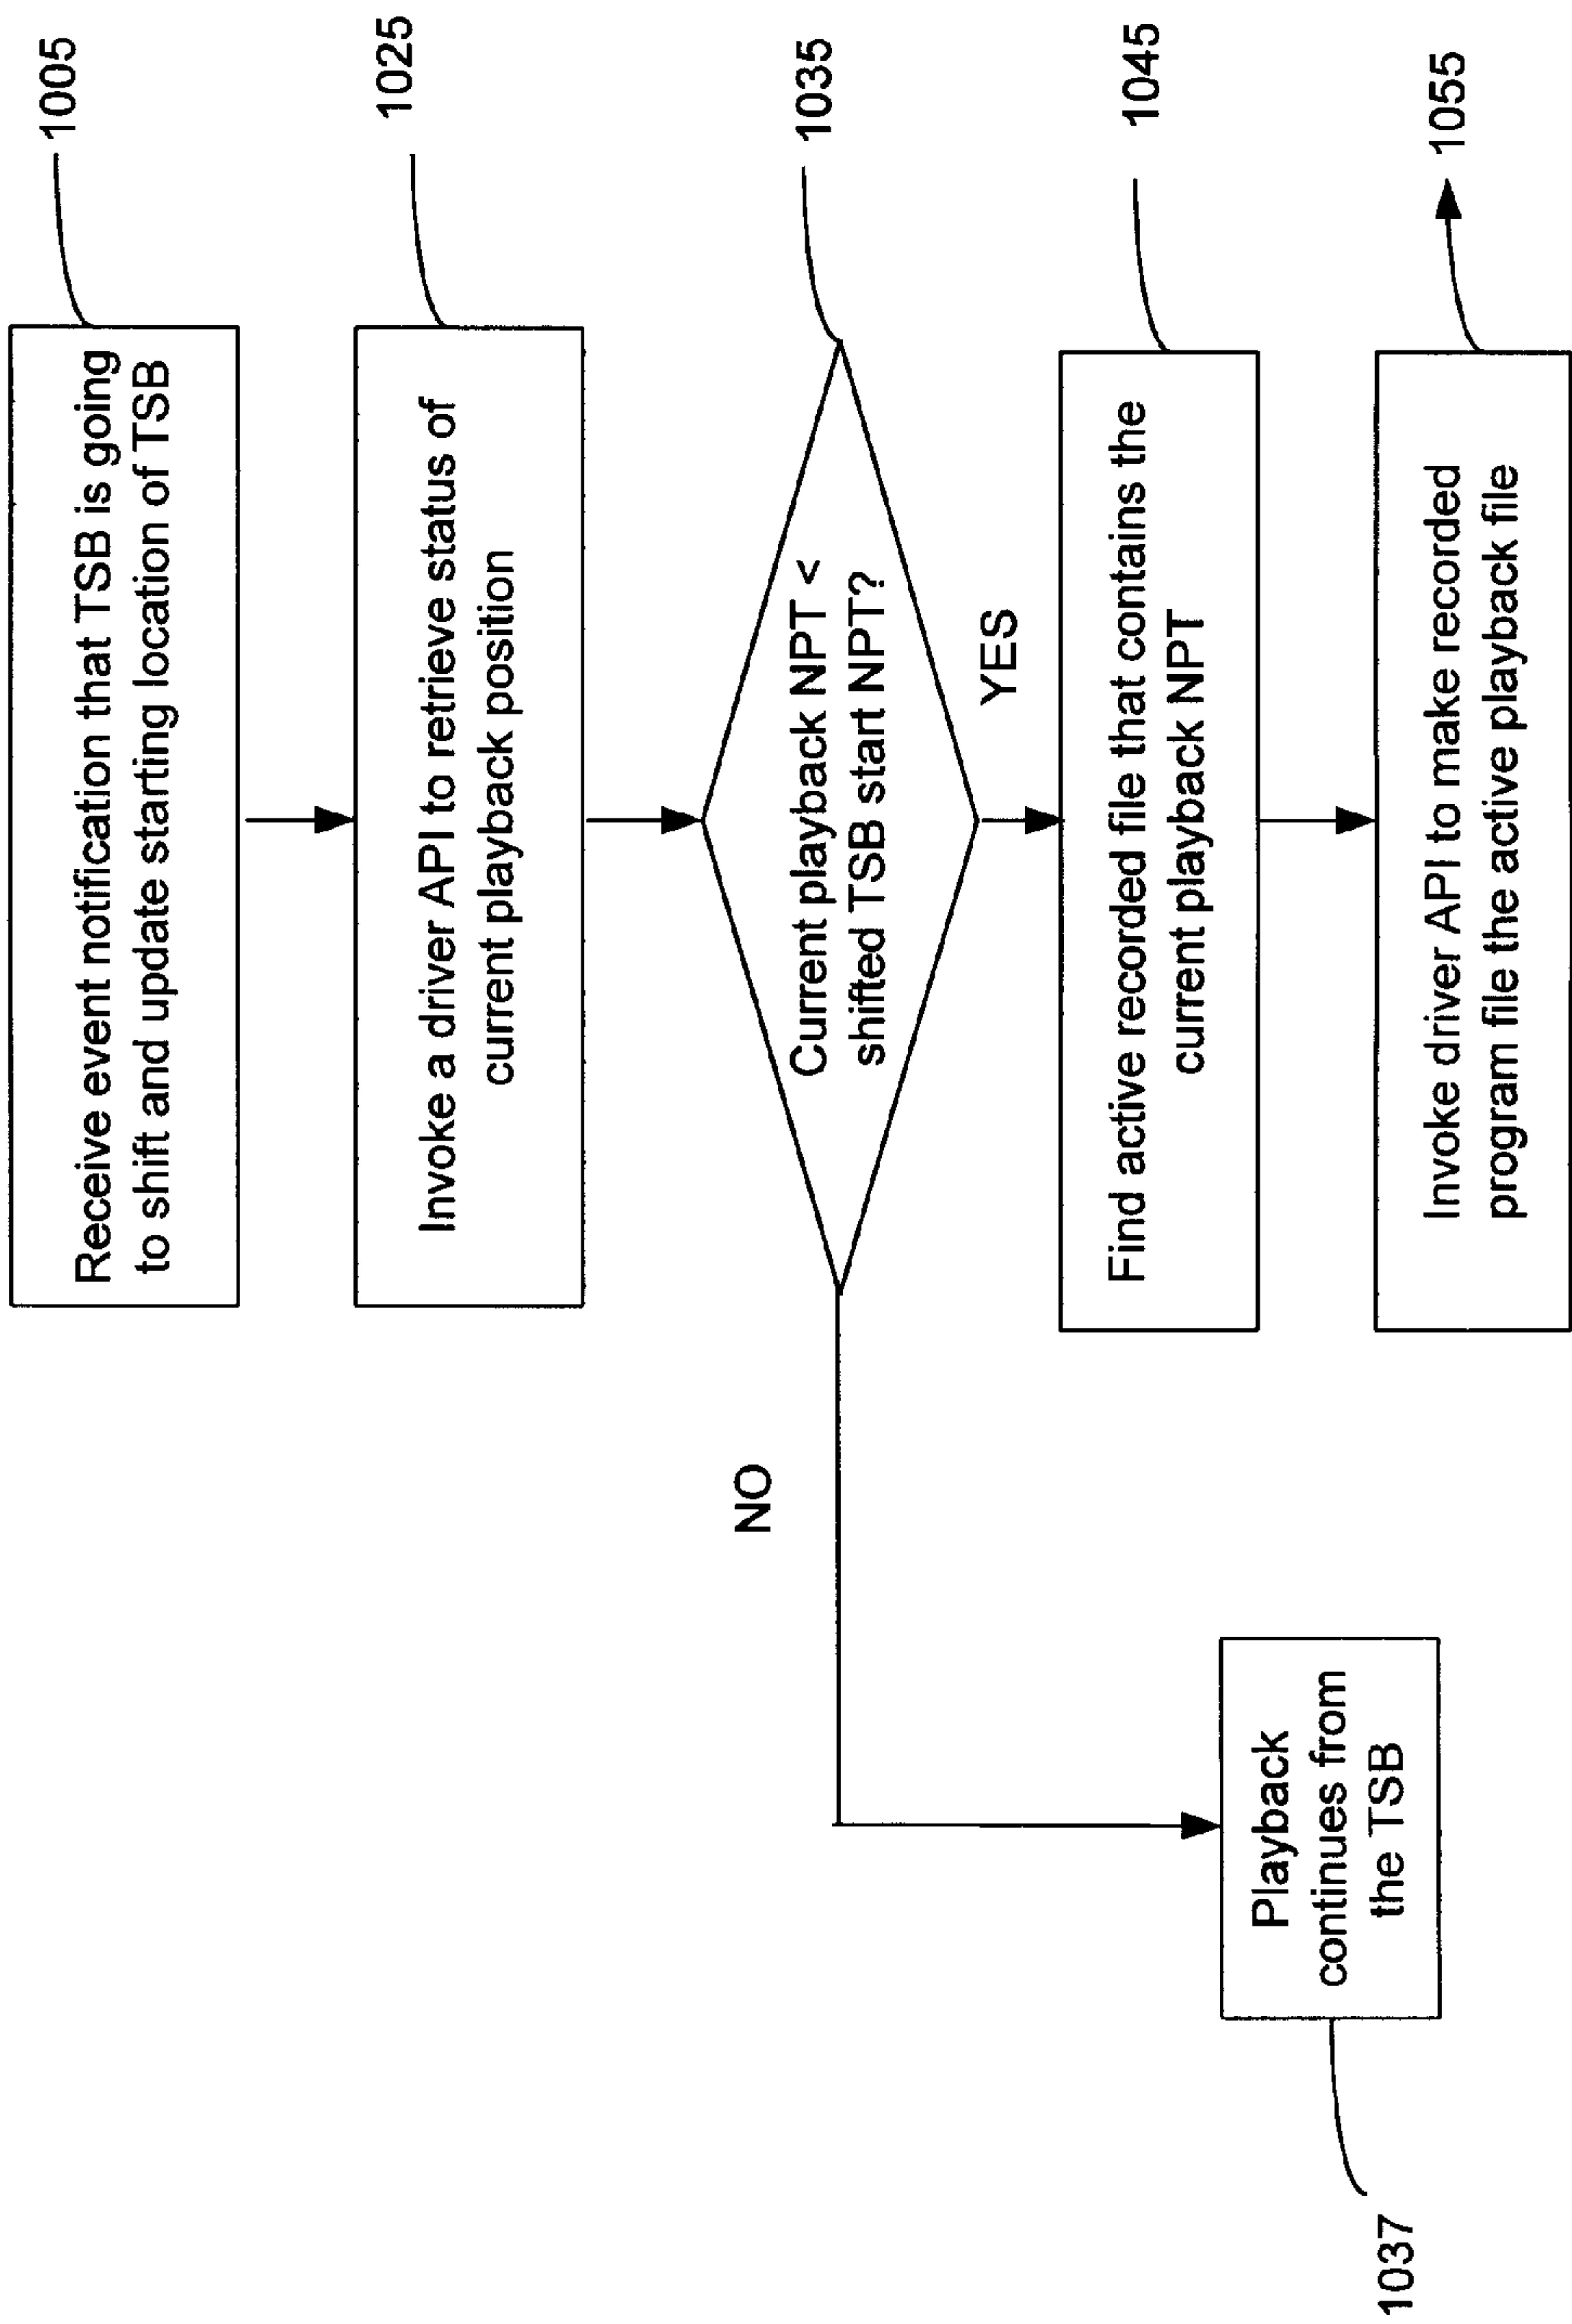 Receive event notification that TSB is going
to shift and update starting location of TSB
1005
Invoke a driver API to retrieve status of
current playback position
1025
Current playback NPT <
shifted TSB start NPT?
1035
NO
YES
Find active recorded file that contains the
current playback NPT
1045
Playback
continues from
the TSB
1037
Invoke driver API to make recorded
program file the active playback file
1055